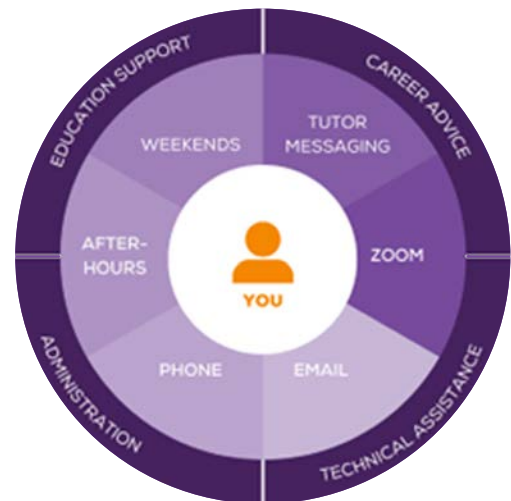 EDUCATION SUPPORT
CAREER ADVICE
WEEKENDS
TUTOR
MESSAGING
AFTER-
HOURS
ZOOM
YOU
PHONE
EMAIL
ADMINISTRATION
TECHNICAL ASSISTANCE